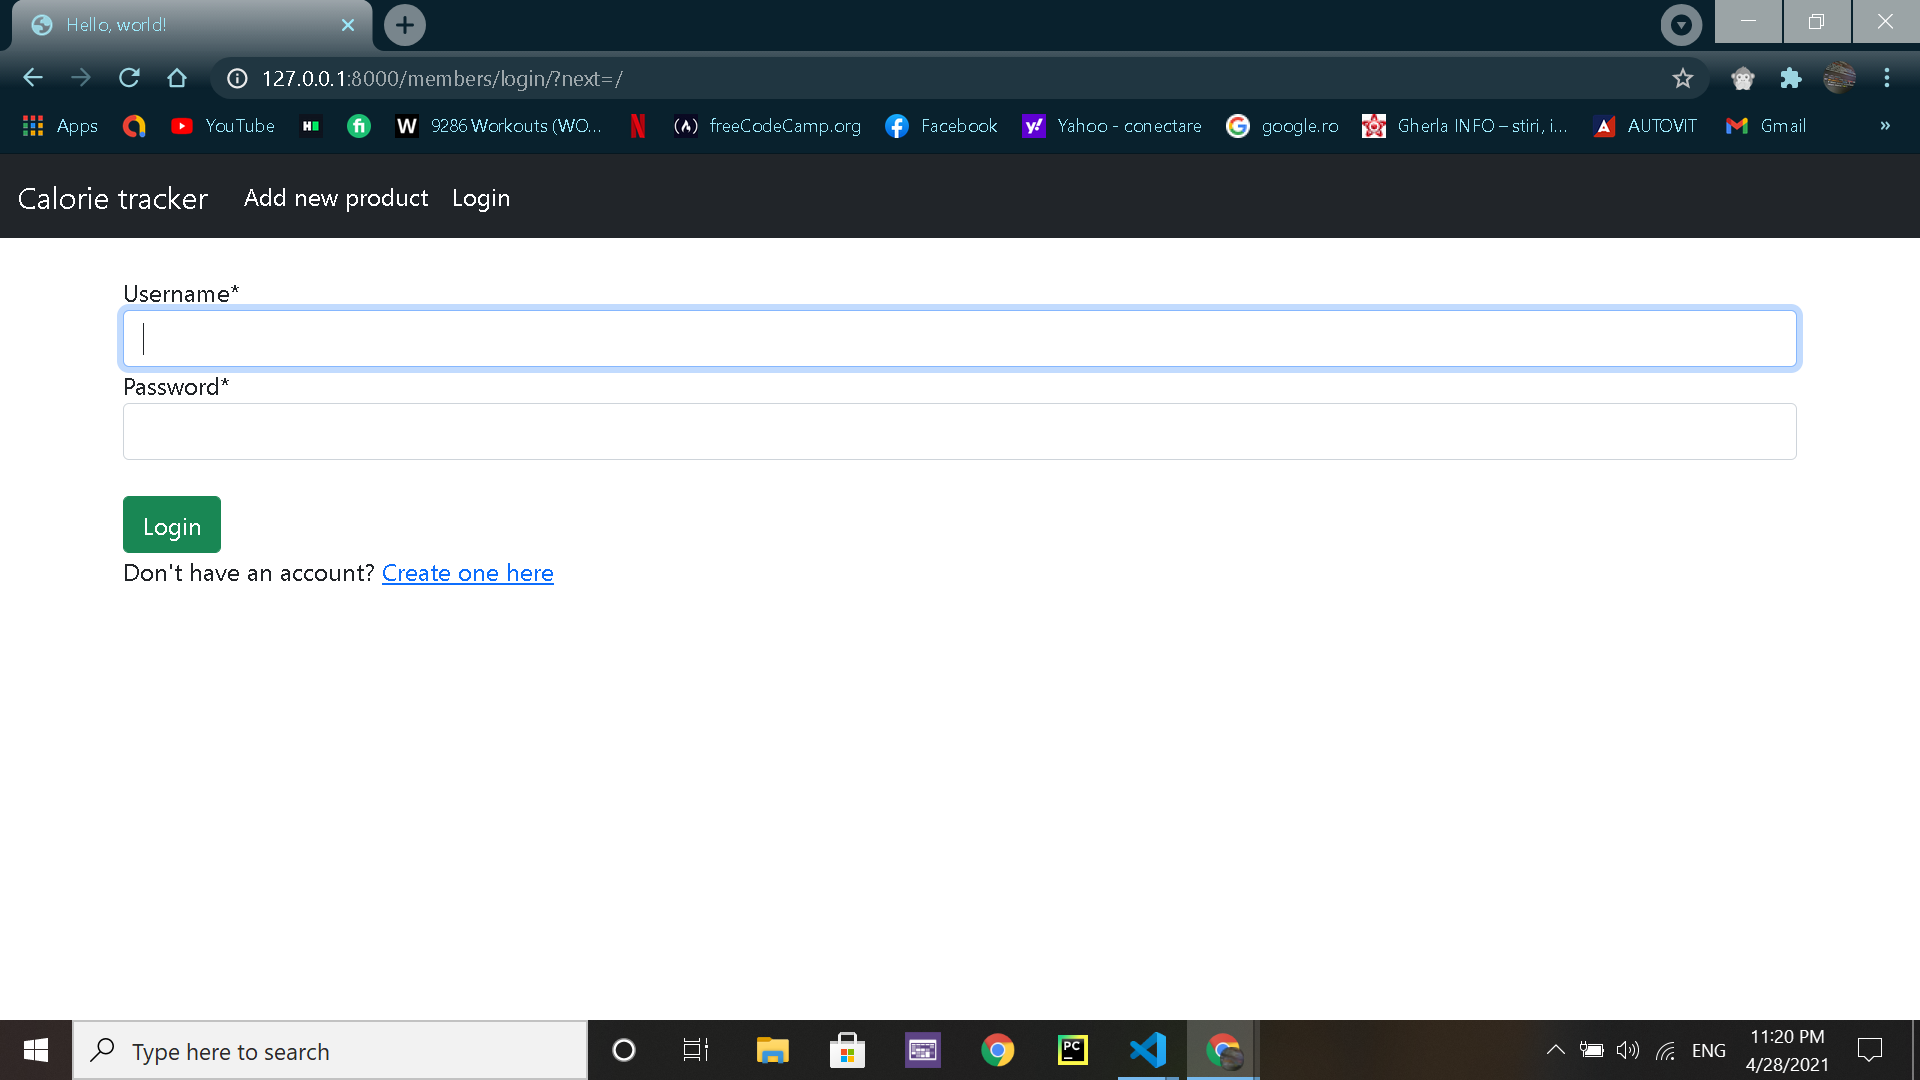 Hello, world!
127.0.0.1:8000/members/login/?next=/
Apps
YouTube
H
fi
W
9286 Workouts (WO...
N
(A)
freeCodeCamp.org
Facebook
y!
Yahoo - conectare
google.ro
Gherla INFO – stiri, i...
AUTOVIT
Gmail
»
Calorie tracker
Add new product
Login
Username*
Password*
Login
Don't have an account? Create one here
Type here to search
PC
ENG
11:20 PM
4/28/2021